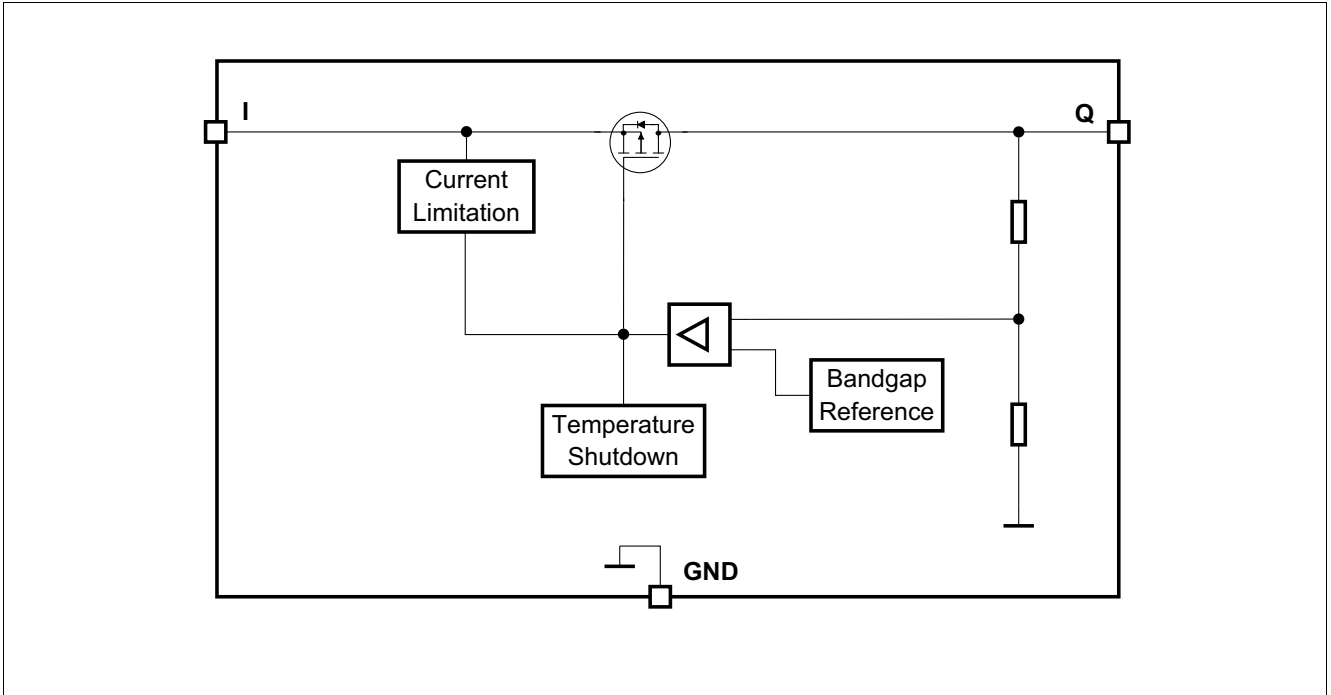 I
Q
Current
Limitation
Bandgap
Reference
Temperature
Shutdown
GND